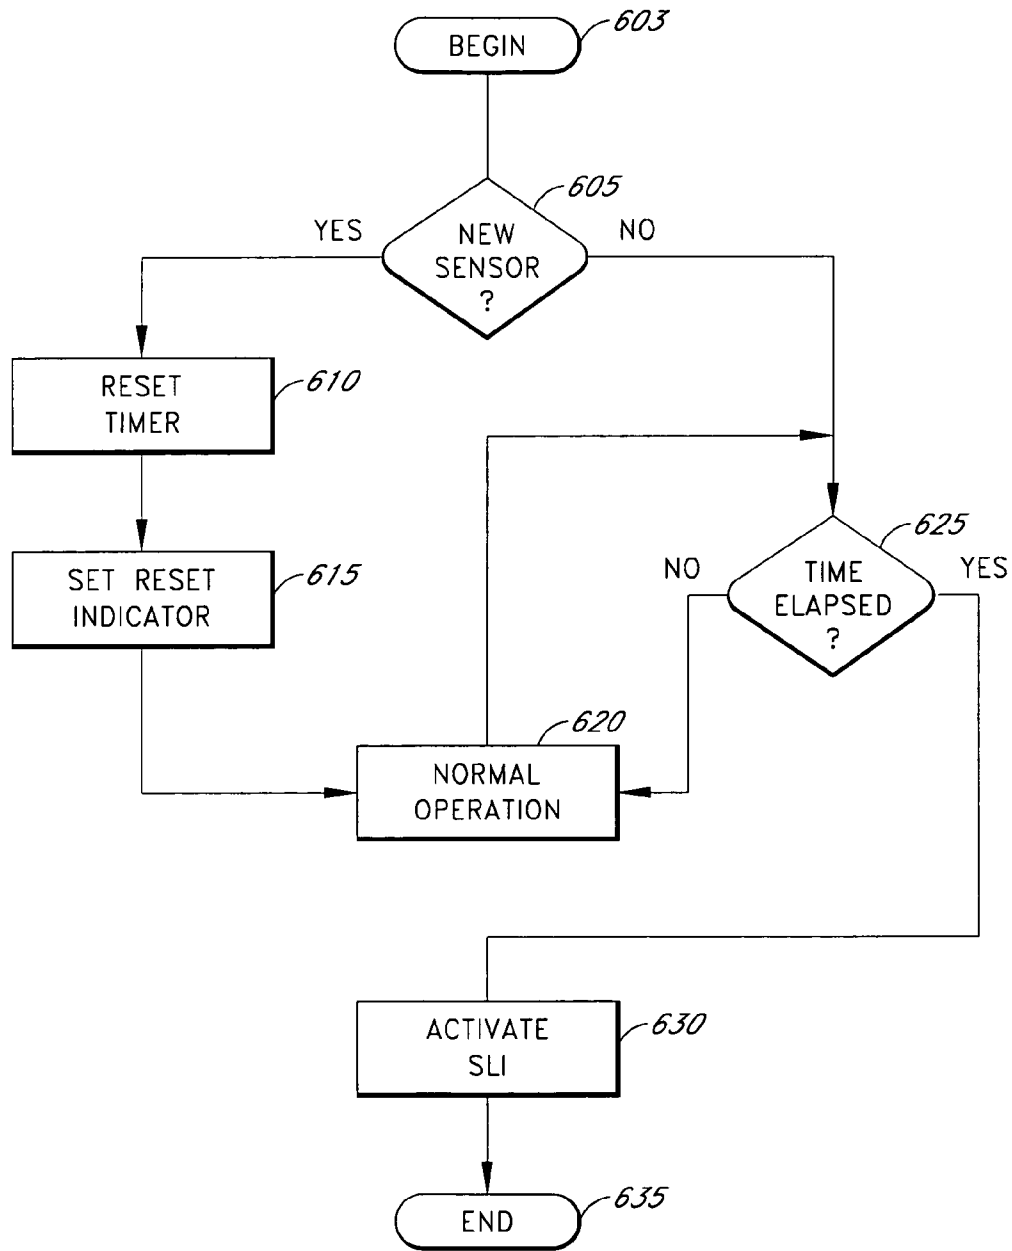 BEGIN
603
605
YES
NEW
SENSOR
?
NO
RESET
TIMER
610
625
NO
TIME
ELAPSED
?
YES
SET RESET
INDICATOR
615
620
NORMAL
OPERATION
ACTIVATE
SLI
630
END
635